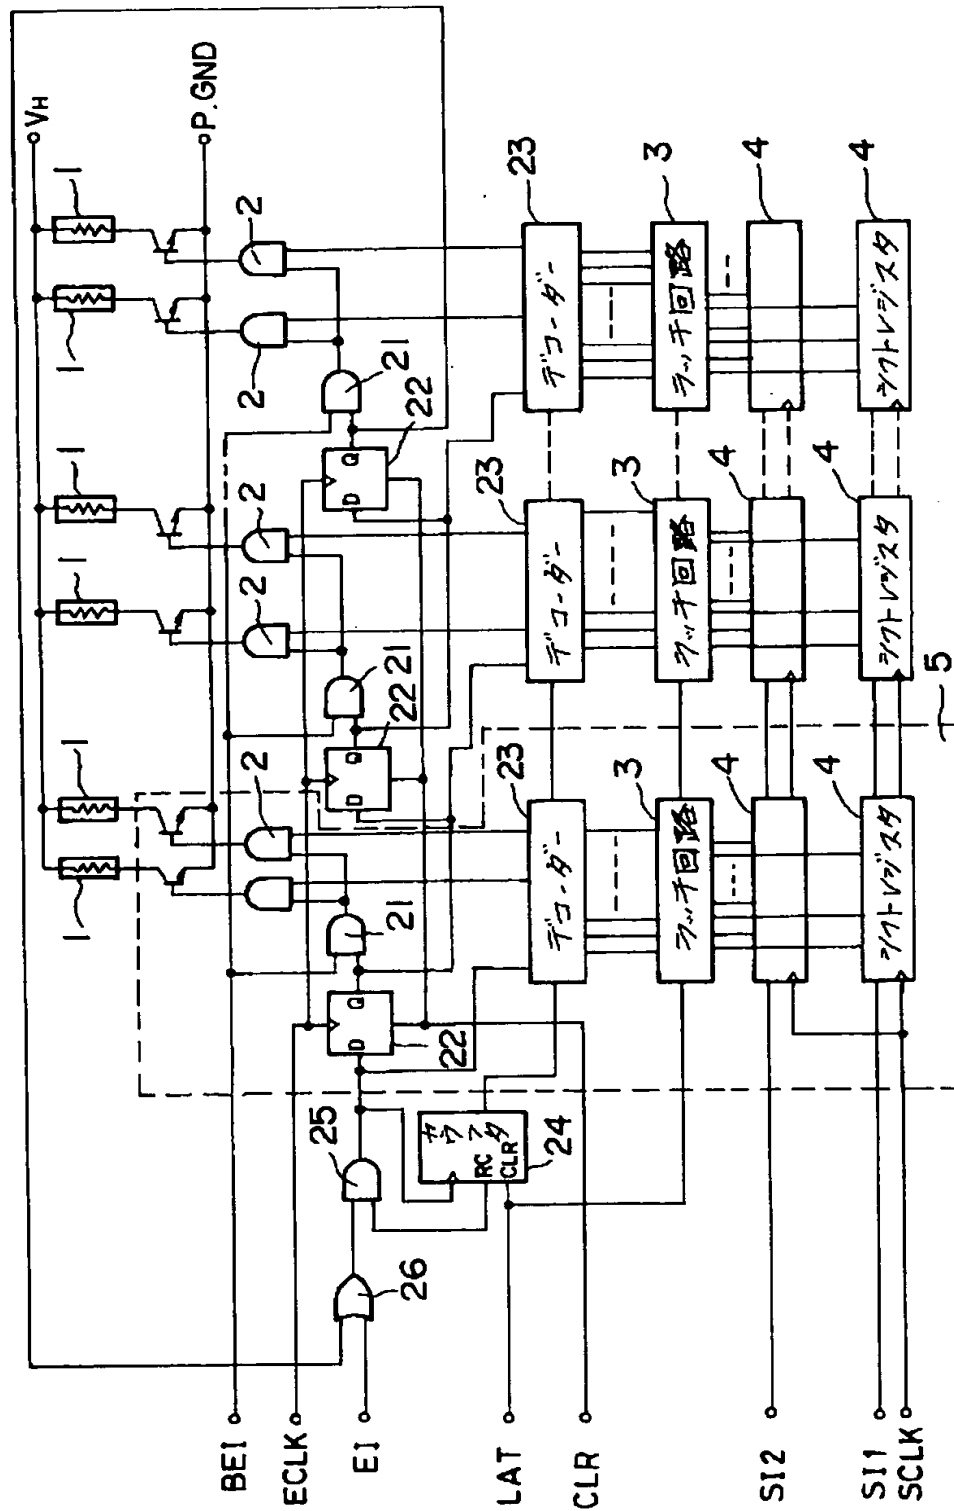 VH
1
1
1
1
1
1
P.GND
BEI
2
2
2
2
2
ECLK
25
D Q
D Q
D Q
EI
21
21
21
22
22
22
26
カウンタ
RC
CLR
24
LAT
23
23
23
デコーダー
デコーダー
デコーダー
CLR
3
3
3
ラッチ回路
ラッチ回路
ラッチ回路
4
4
4
SI2
4
4
4
シフトレジスタ
シフトレジスタ
シフトレジスタ
SI1
SCLK
5